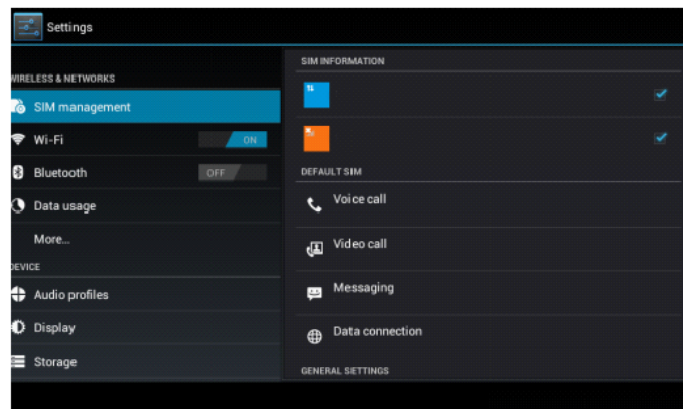 Settings
WIRELESS & NETWORKS
SIM management
Wi-Fi ON
Bluetooth OFF
Data usage
More...
DEVICE
Audio profiles
Display
Storage
SIM INFORMATION
DEFAULT SIM
Voice call
Video call
Messaging
Data connection
GENERAL SETTINGS